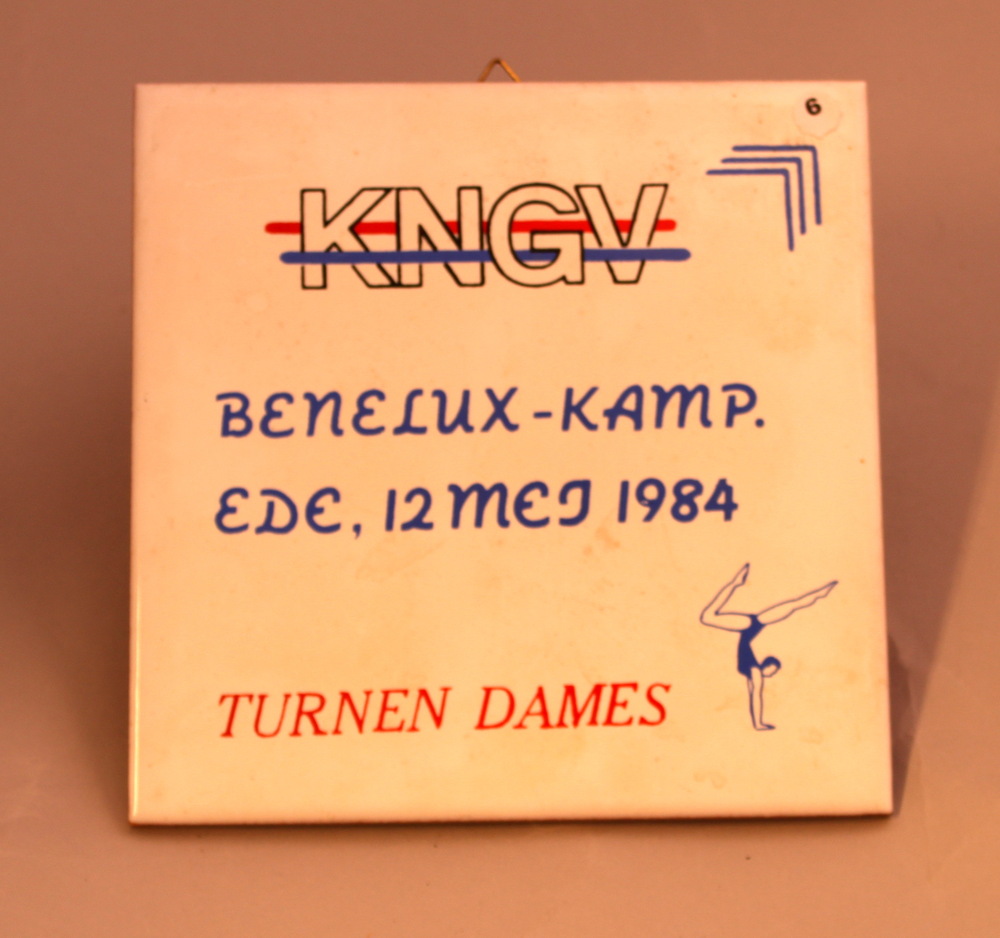 6
KNGV
BENELUX-KAMP.
EDE, 12 MEI 1984
TURNEN DAMES